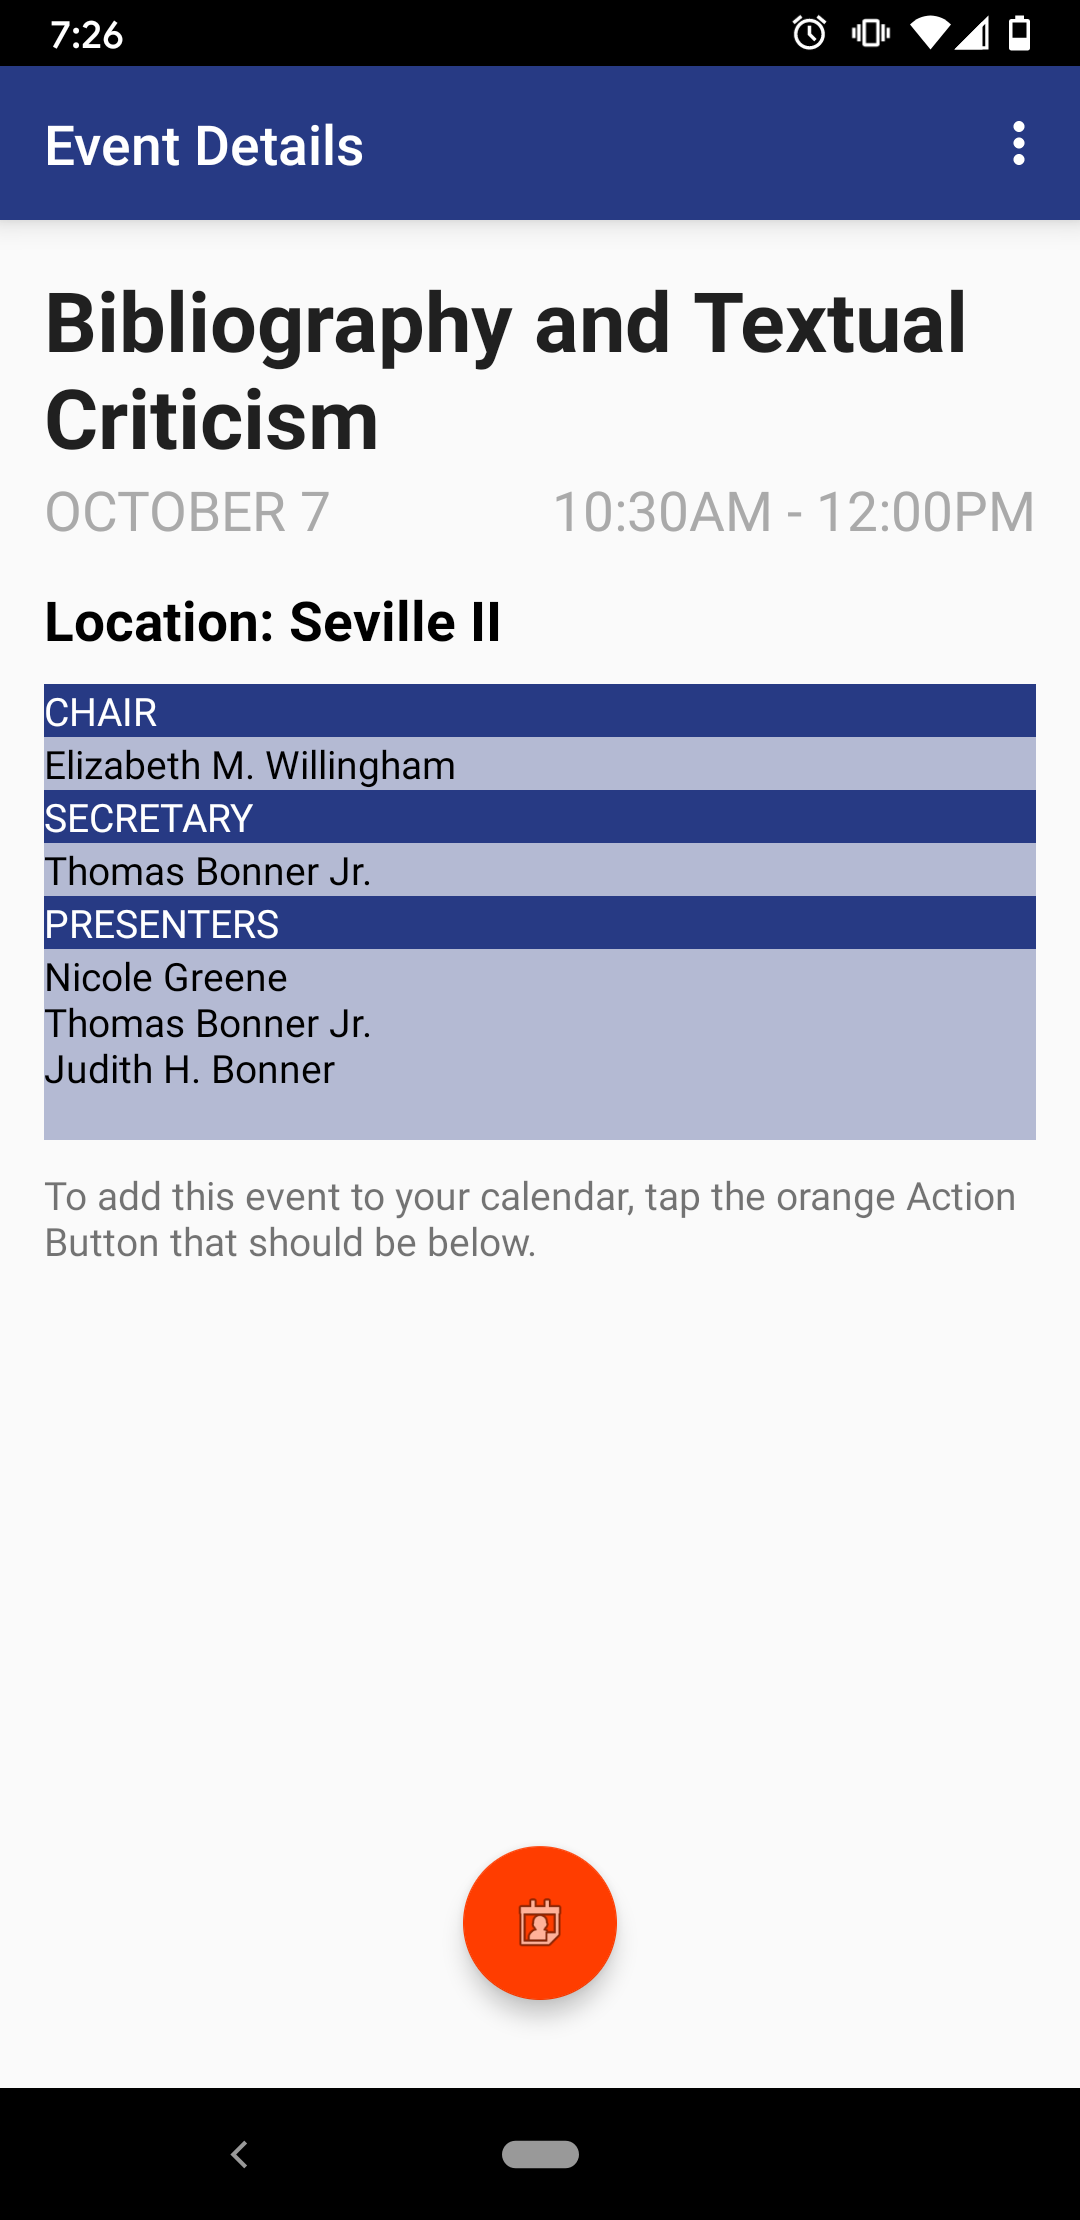 7:26
Event Details
Bibliography and Textual
Criticism
OCTOBER 7 10:30AM - 12:00PM
Location: Seville II
CHAIR
Elizabeth M. Willingham
SECRETARY
Thomas Bonner Jr.
PRESENTERS
Nicole Greene
Thomas Bonner Jr.
Judith H. Bonner
To add this event to your calendar, tap the orange Action
Button that should be below.